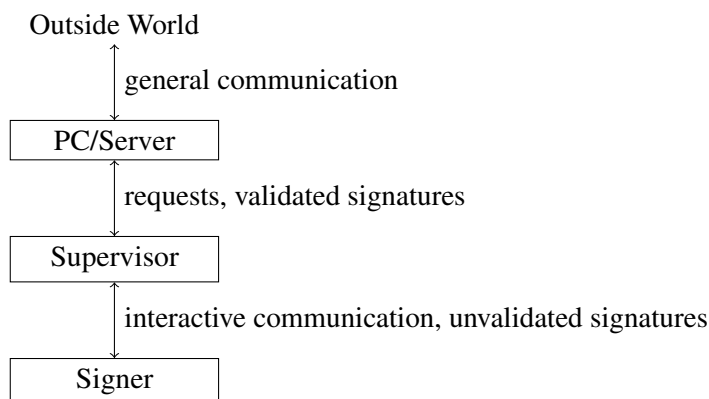 Outside World
general communication
PC/Server
requests, validated signatures
Supervisor
interactive communication, unvalidated signatures
Signer